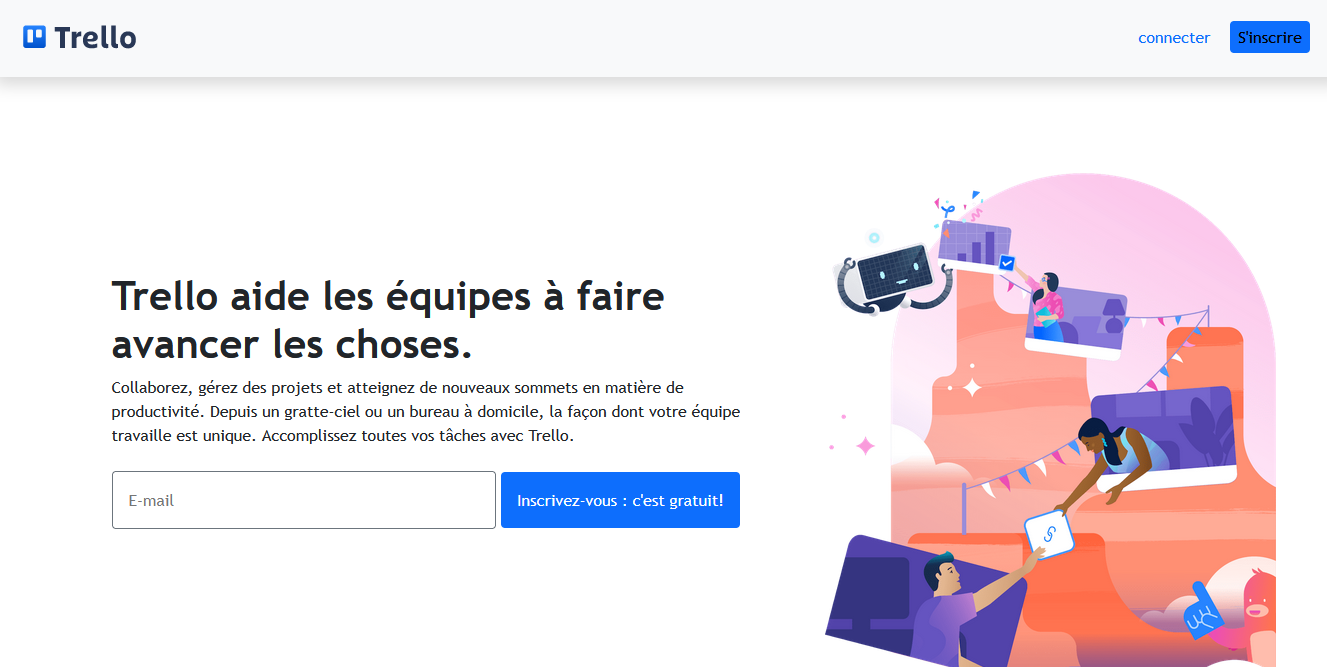 Trello
connecter
S'inscrire
Trello aide les équipes à faire
avancer les choses.
Collaborez, gérez des projets et atteignez de nouveaux sommets en matière de
productivité. Depuis un gratte-ciel ou un bureau à domicile, la façon dont votre équipe
travaille est unique. Accomplissez toutes vos tâches avec Trello.
E-mail
Inscrivez-vous : c'est gratuit!